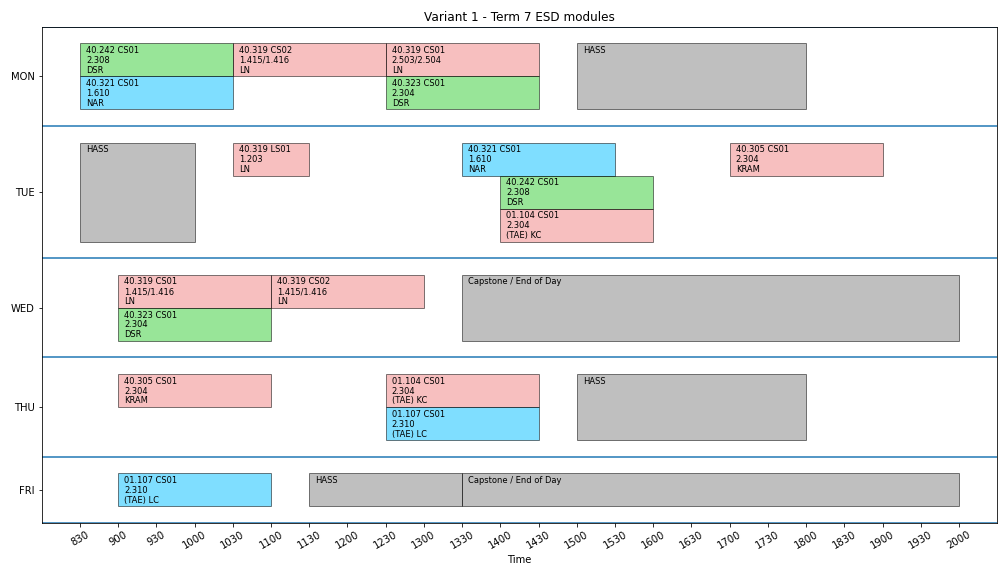 Variant 1 - Term 7 ESD modules
MON
40.242 CS01
2.308
DSR
40.319 CS02
1.415/1.416
LN
40.319 CS01
2.503/2.504
LN
HASS
40.321 CS01
1.610
NAR
40.323 CS01
2.304
DSR
TUE
HASS
40.319 LS01
1.203
LN
40.321 CS01
1.610
NAR
40.305 CS01
2.304
KRAM
40.242 CS01
2.308
DSR
01.104 CS01
2.304
(TAE) KC
WED
40.319 CS01
1.415/1.416
LN
40.319 CS02
1.415/1.416
LN
Capstone / End of Day
40.323 CS01
2.304
DSR
THU
40.305 CS01
2.304
KRAM
01.104 CS01
2.304
(TAE) KC
HASS
01.107 CS01
2.310
(TAE) LC
FRI
01.107 CS01
2.310
(TAE) LC
HASS
Capstone / End of Day
830 900 930 1000 1030 1100 1130 1200 1230 1300 1330 1400 1430 1500 1600 1630 1700 1730 1800 1830 1900 1930 2000
Time